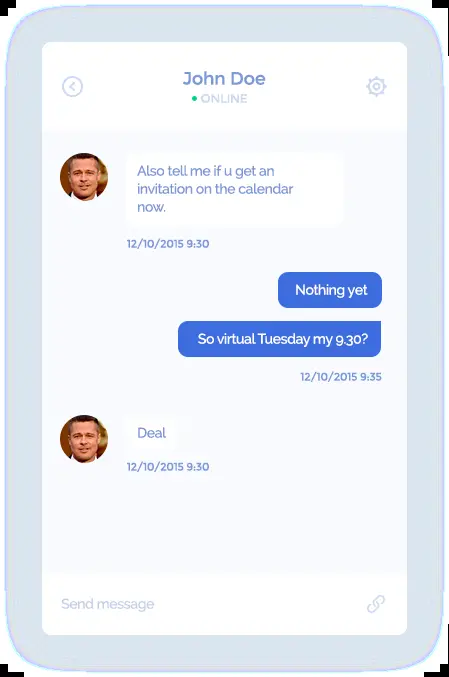 John Doe
ONLINE
Also tell me if u get an
invitation on the calendar
now.
12/10/2015 9:30
Nothing yet
So virtual Tuesday my 9.30?
12/10/2015 9:35
Deal
12/10/2015 9:30
Send message